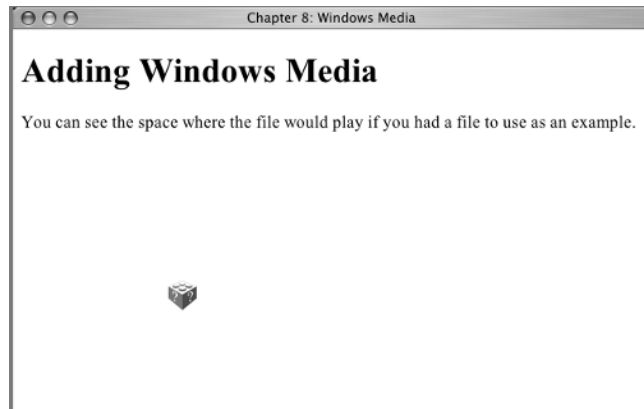 Chapter 8: Windows Media
Adding Windows Media
You can see the space where the file would play if you had a file to use as an example.
? ?